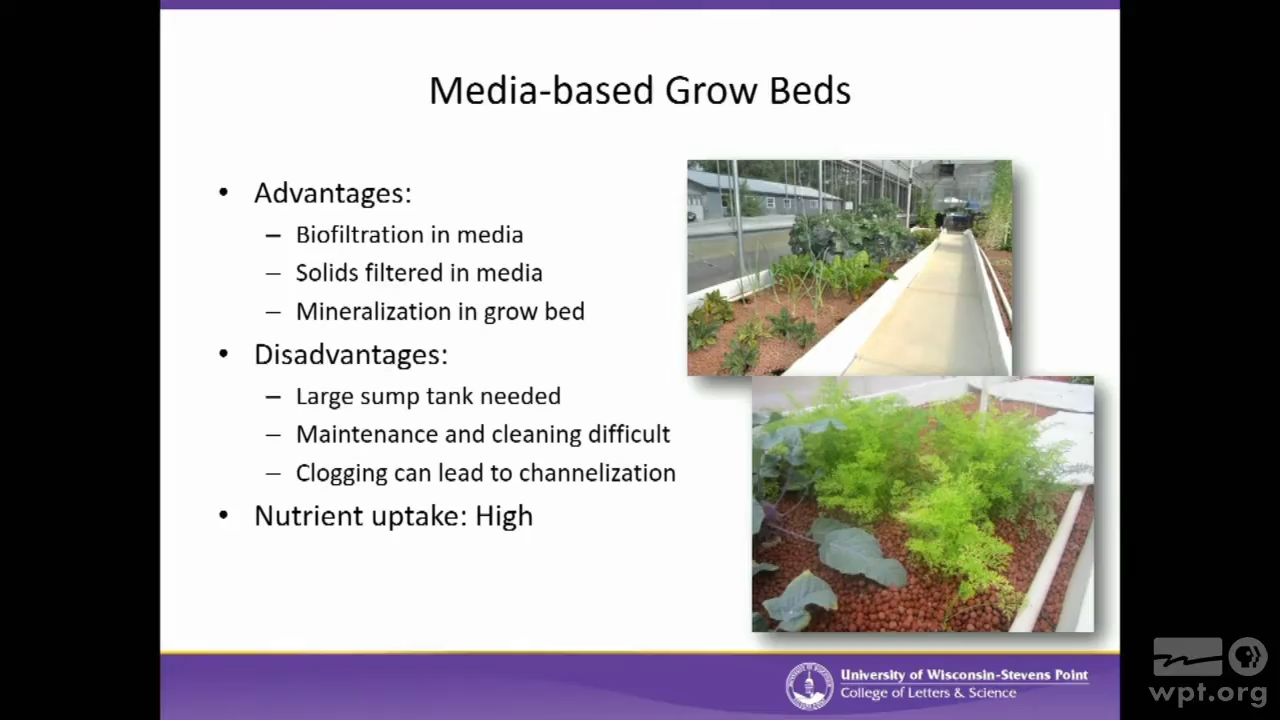 Media-based Grow Beds
• Advantages:
– Biofiltration in media
– Solids filtered in media
– Mineralization in grow bed
• Disadvantages:
– Large sump tank needed
– Maintenance and cleaning difficult
– Clogging can lead to channelization
• Nutrient uptake: High
University of Wisconsin-Stevens Point
College of Letters & Science
wpt.org